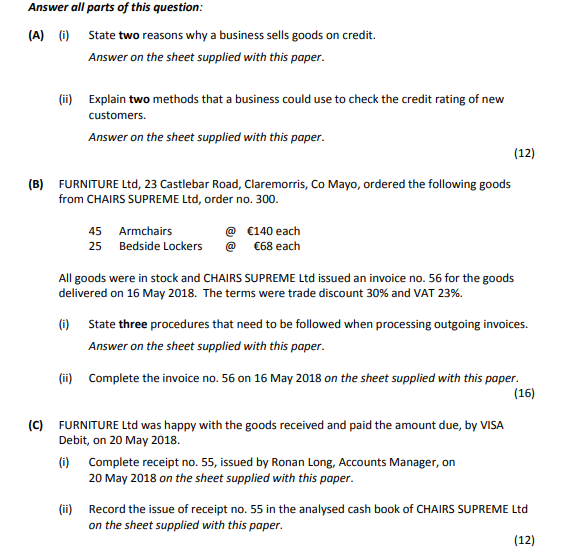 Answer all parts of this question:
(A) (i) State two reasons why a business sells goods on credit.
Answer on the sheet supplied with this paper.
(ii) Explain two methods that a business could use to check the credit rating of new
customers.
Answer on the sheet supplied with this paper.
(12)
(B) FURNITURE Ltd, 23 Castlebar Road, Claremorris, Co Mayo, ordered the following goods
from CHAIRS SUPREME Ltd, order no. 300.
45 Armchairs @ €140 each
25 Bedside Lockers @ €68 each
All goods were in stock and CHAIRS SUPREME Ltd issued an invoice no. 56 for the goods
delivered on 16 May 2018. The terms were trade discount 30% and VAT 23%.
(i) State three procedures that need to be followed when processing outgoing invoices.
Answer on the sheet supplied with this paper.
(ii) Complete the invoice no. 56 on 16 May 2018 on the sheet supplied with this paper.
(16)
(C) FURNITURE Ltd was happy with the goods received and paid the amount due, by VISA
Debit, on 20 May 2018.
(i) Complete receipt no. 55, issued by Ronan Long, Accounts Manager, on
20 May 2018 on the sheet supplied with this paper.
(ii) Record the issue of receipt no. 55 in the analysed cash book of CHAIRS SUPREME Ltd
on the sheet supplied with this paper.
(12)